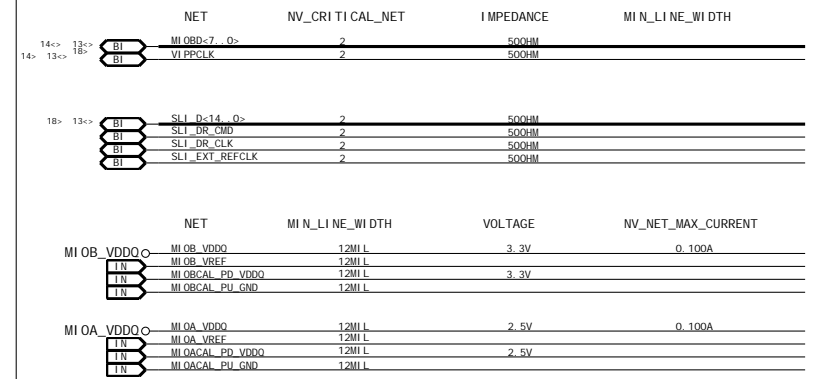 NET NV_CRITICAL_NET IMPEDANCE MIN_LINE_WIDTH
14<> 13<> BI MIOBD<7..0> 2 50OHM
14> 13<> 18> BI VIPPCLK 2 50OHM
18> 13<> BI SLI_D<14..0> 2 50OHM
BI SLI_DR_CMD 2 50OHM
BI SLI_DR_CLK 2 50OHM
BI SLI_EXT_REFCLK 2 50OHM
NET MIN_LINE_WIDTH VOLTAGE NV_NET_MAX_CURRENT
MIOB_VDDQ MIOB_VDDQ 12MIL 3.3V 0.100A
IN MIOB_VREF 12MIL
IN MIOBCAL_PD_VDDQ 12MIL 3.3V
IN MIOBCAL_PU_GND 12MIL
MIOA_VDDQ MIOA_VDDQ 12MIL 2.5V 0.100A
IN MIOA_VREF 12MIL
IN MIOACAL_PD_VDDQ 12MIL 2.5V
IN MIOACAL_PU_GND 12MIL